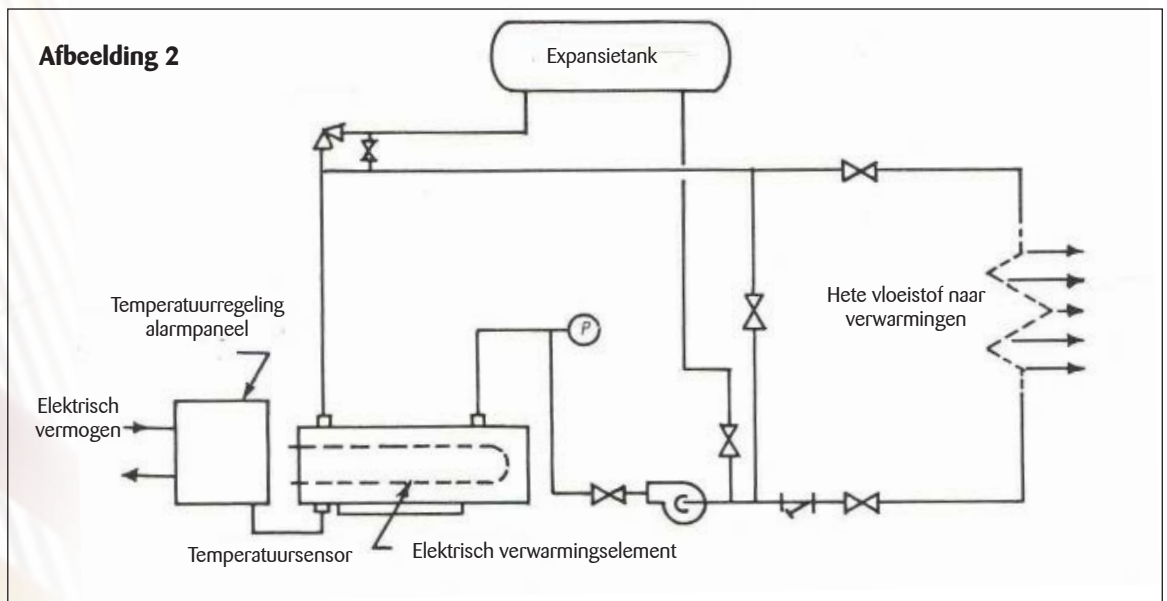 Afbeelding 2
Expansietank
Temperatuurregeling
alarmpaneel
Hete vloeistof naar
verwarmingen
P
Elektrisch
vermogen
Temperatuursensor
Elektrisch verwarmingselement